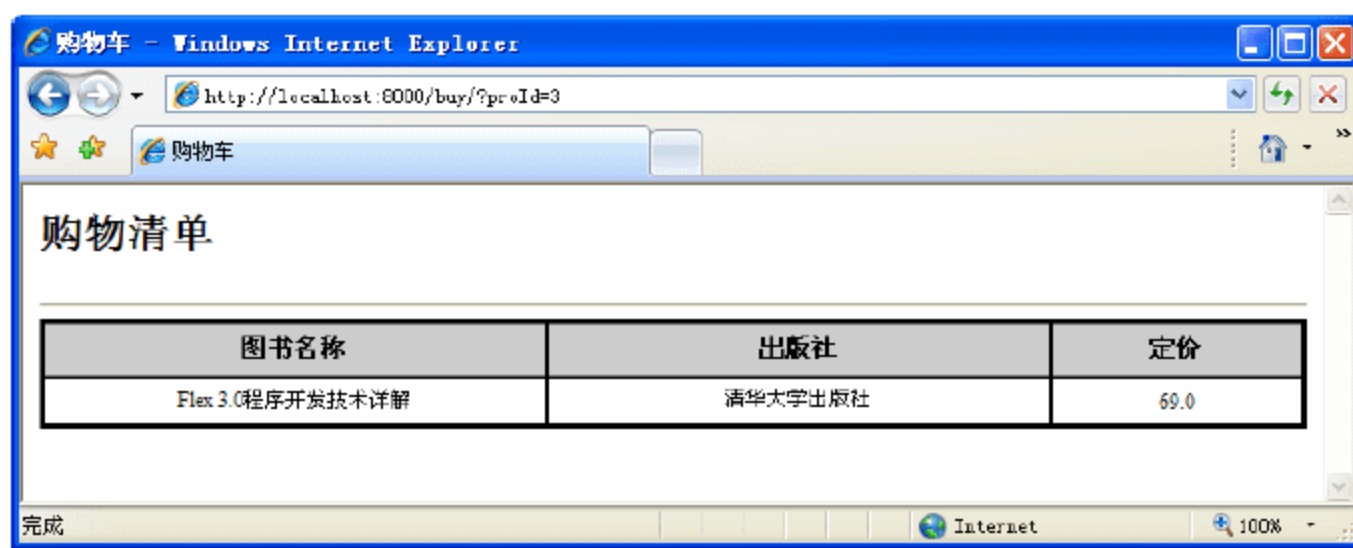 购物车 - Windows Internet Explorer
http://localhost:8000/buy/?proId=3
购物车
购物清单
图书名称 出版社 定价
Flex 3.0程序开发技术详解 清华大学出版社 69.0
完成 Internet 100%